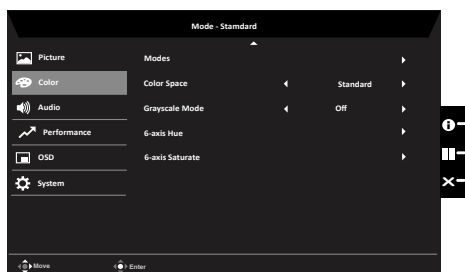 Mode - Stamdard
Picture
Modes
Color
Color Space Standard
Audio
Grayscale Mode Off
Performance
6-axis Hue
OSD
6-axis Saturate
System
Move Enter